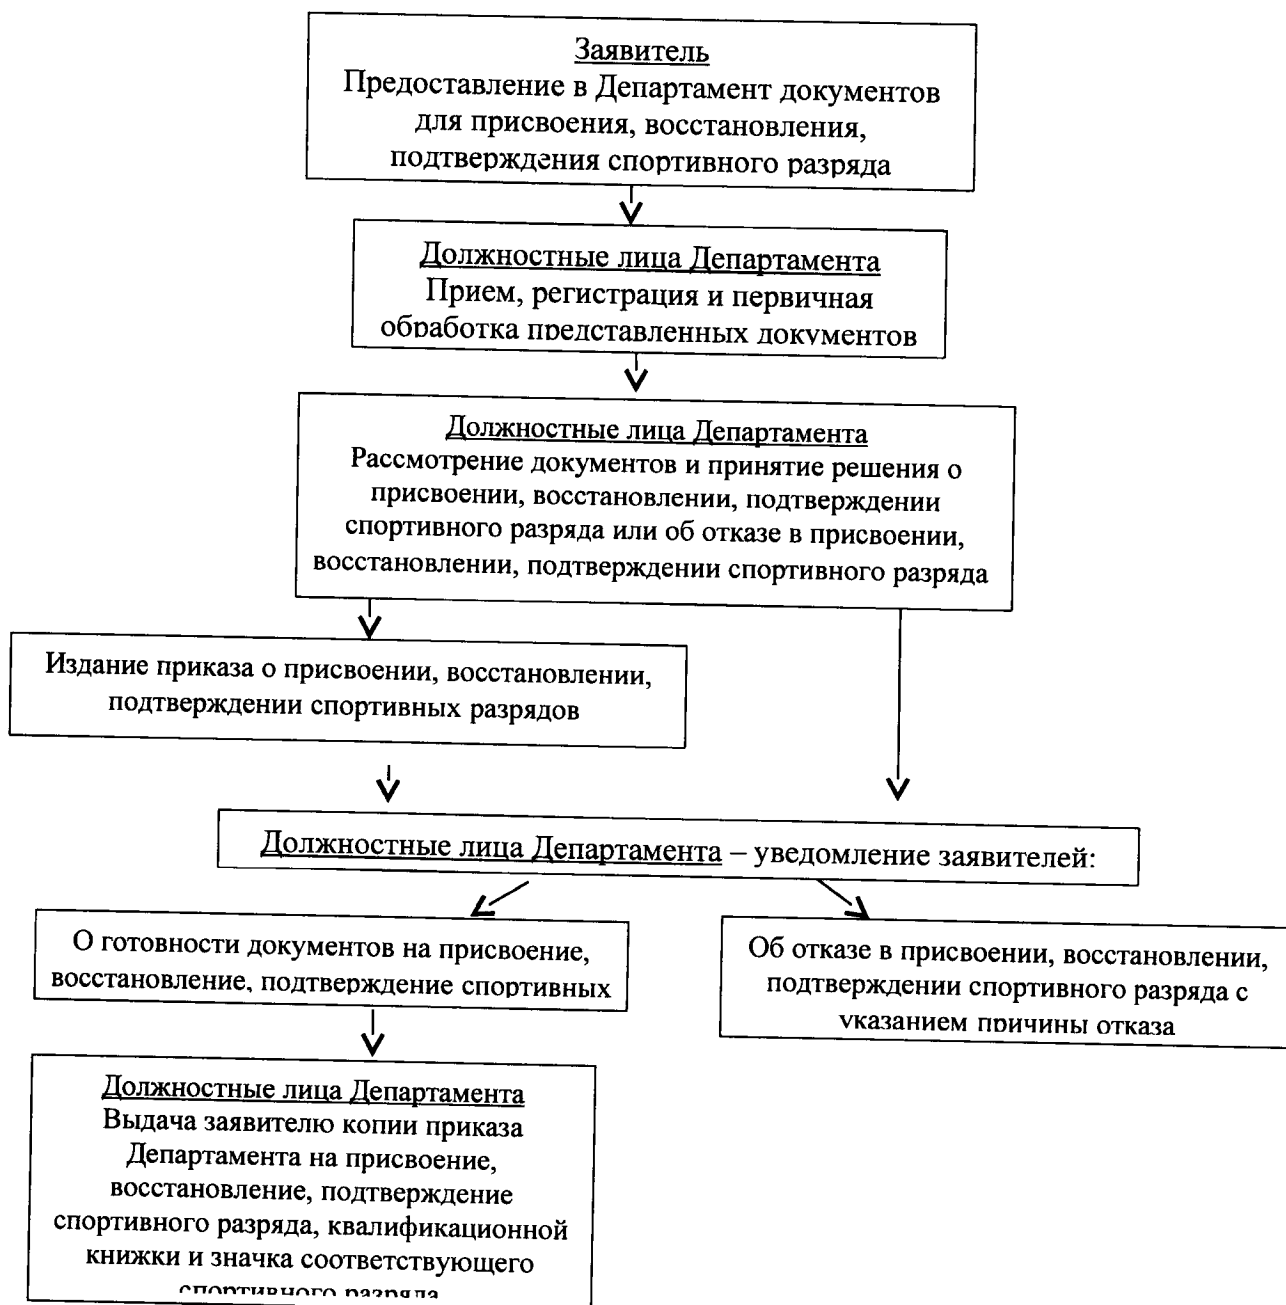 Заявитель
Предоставление в Департамент документов
для присвоения, восстановления,
подтверждения спортивного разряда
Должностные лица Департамента
Прием, регистрация и первичная
обработка представленных документов
Должностные лица Департамента
Рассмотрение документов и принятие решения о
присвоении, восстановлении, подтверждении
спортивного разряда или об отказе в присвоении,
восстановлении, подтверждении спортивного разряда
Издание приказа о присвоении, восстановлении,
подтверждении спортивных разрядов
Должностные лица Департамента – уведомление заявителей:
О готовности документов на присвоение,
восстановление, подтверждение спортивных
Об отказе в присвоении, восстановлении,
подтверждении спортивного разряда с
указанием причины отказа
Должностные лица Департамента
Выдача заявителю копии приказа
Департамента на присвоение,
восстановление, подтверждение
спортивного разряда, квалификационной
книжки и значка соответствующего
спортивного разряда